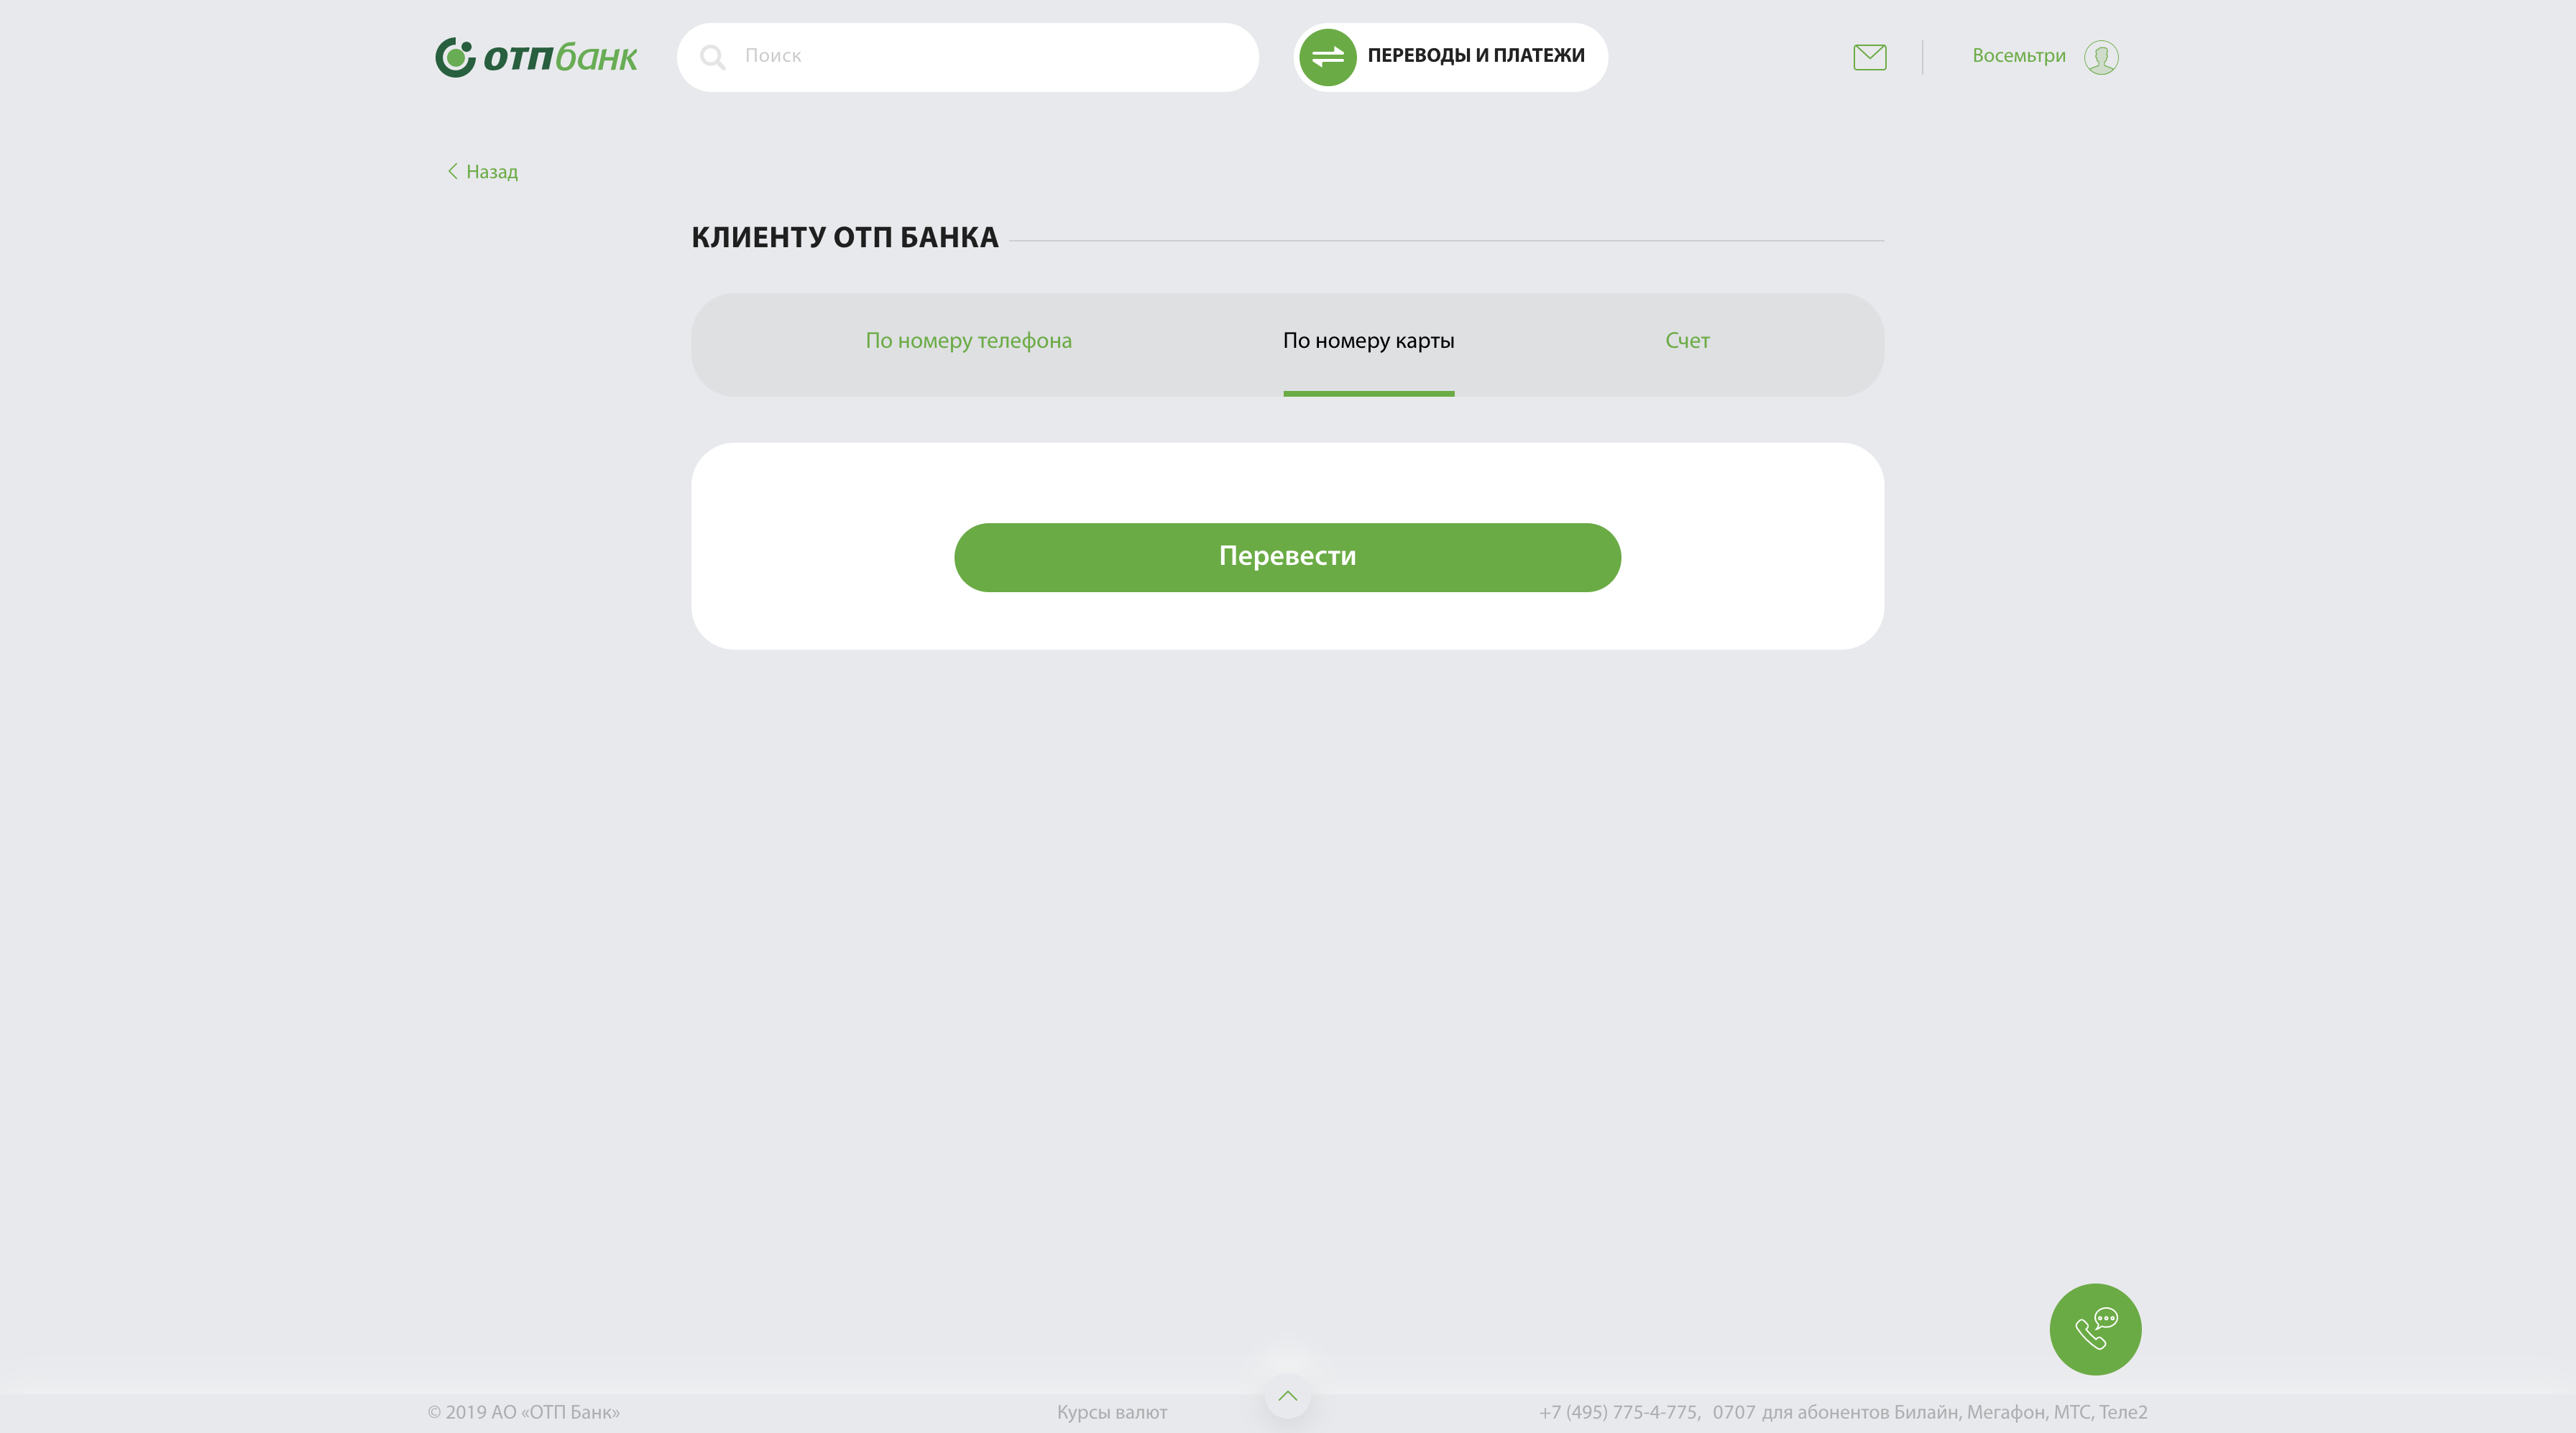 отпбанк
Поиск
ПЕРЕВОДЫ И ПЛАТЕЖИ
Восемьтри
Назад
КЛИЕНТУ ОТП БАНКА
По номеру телефона
По номеру карты
Счет
Перевести
© 2019 АО «ОТП Банк»
Курсы валют
+7 (495) 775-4-775, 0707 для абонентов Билайн, Мегафон, МТС, Теле2